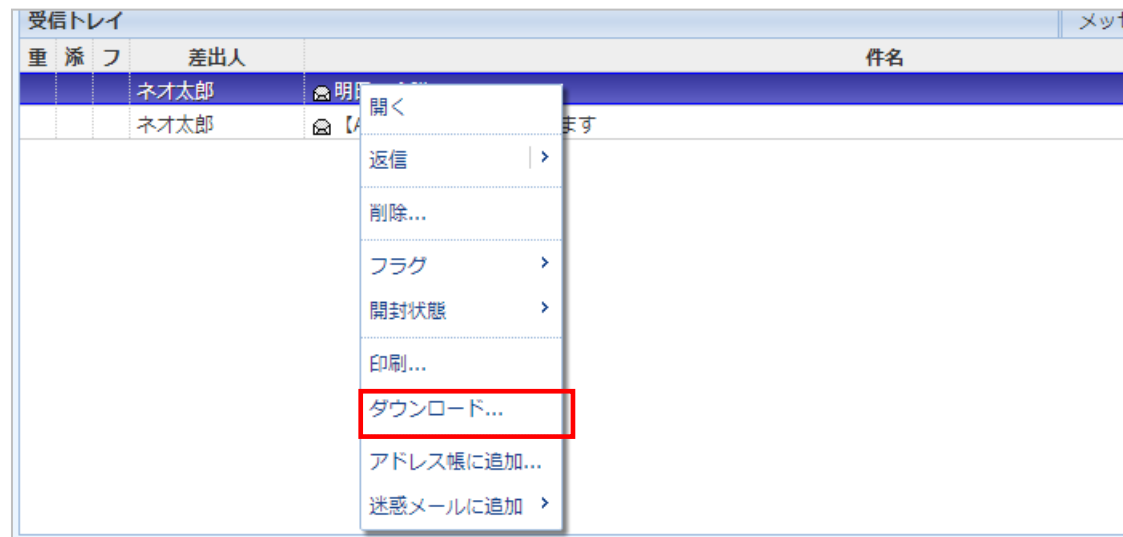 受信トレイ メッセ
重 添 フ 差出人 件名
ネオ太郎 明日
ネオ太郎 【A ます
開く
返信
削除...
フラグ
開封状態
印刷...
ダウンロード...
アドレス帳に追加...
迷惑メールに追加